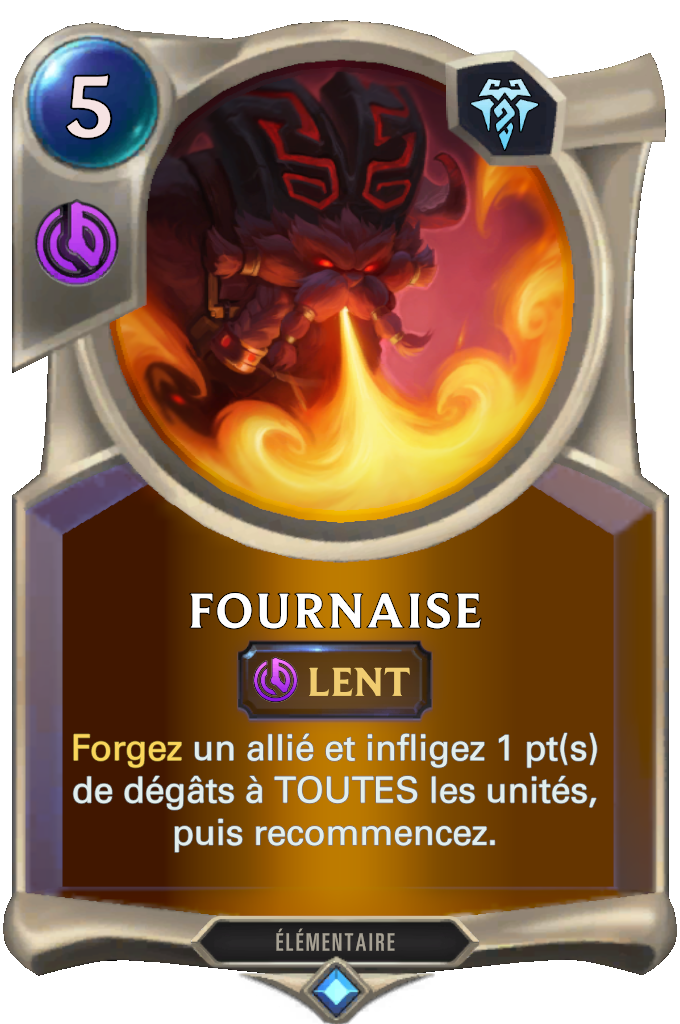 5
FOURNAISE
LENT
Forgez un allié et infligez 1 pt(s)
de dégâts à TOUTES les unités,
puis recommencez.
ÉLÉMENTAIRE